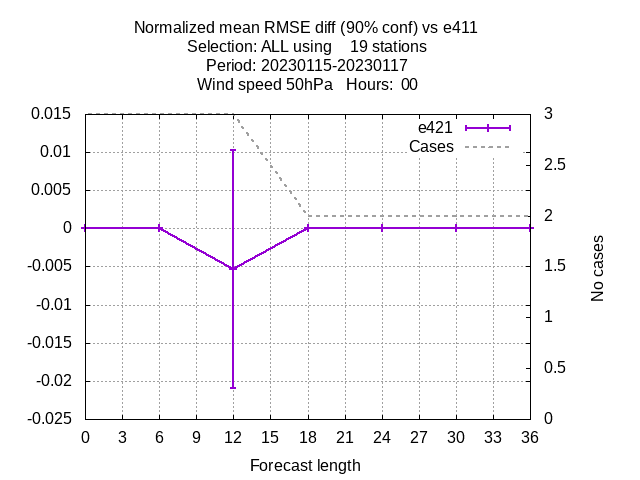 Normalized mean RMSE diff (90% conf) vs e411
Selection: ALL using 19 stations
Period: 20230115-20230117
Wind speed 50hPa Hours: 00
e421
Cases
0.015
0.01
0.005
0
-0.005
-0.01
-0.015
-0.02
-0.025
3
2.5
2
1.5
1
0.5
0
No cases
0 3 6 9 12 15 18 21 24 27 30 33 36
Forecast length